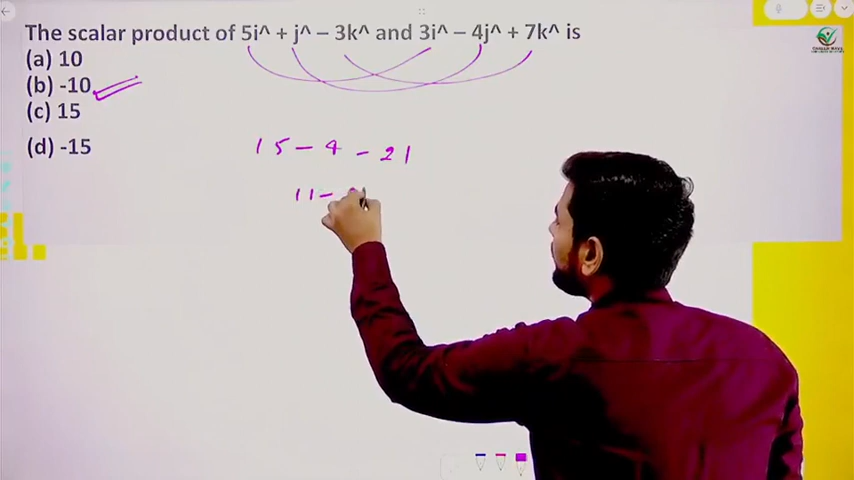 The scalar product of 5i^ + j^ – 3k^ and 3i^ – 4j^ + 7k^ is
(a) 10
(b) -10
(c) 15
(d) -15
15 – 4 – 21
11 –